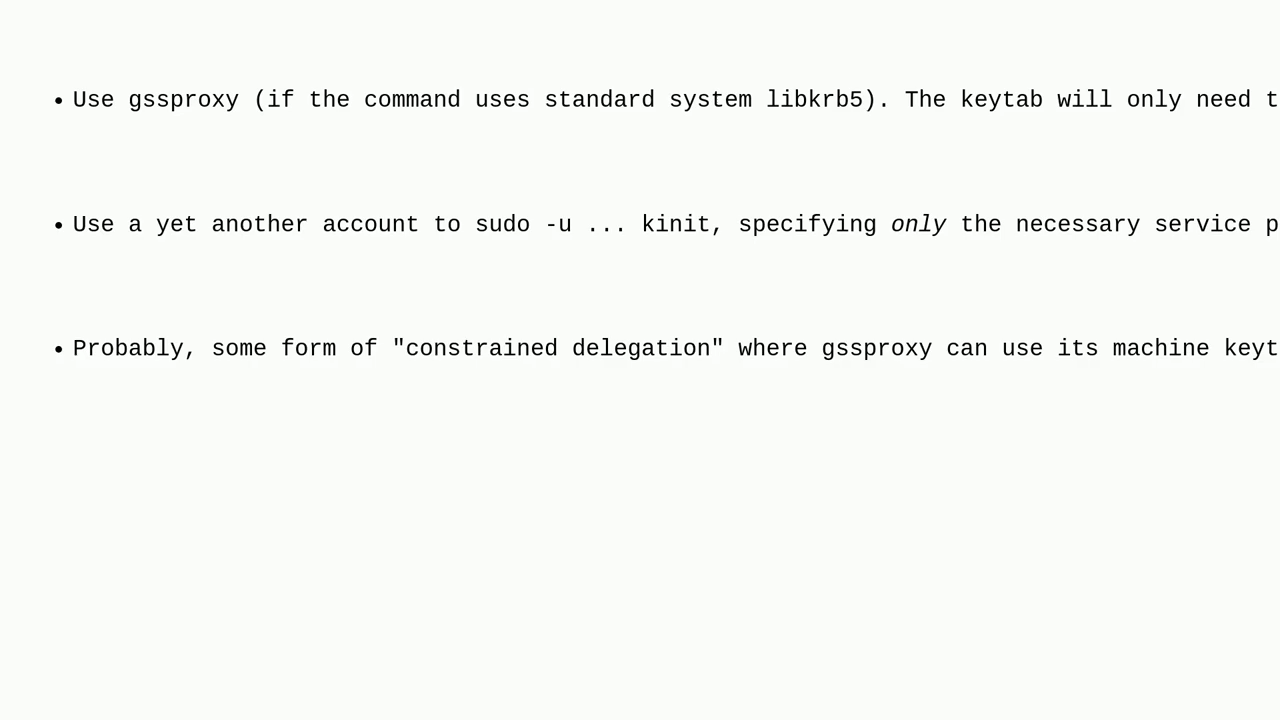 • Use gssproxy (if the command uses standard system libkrb5). The keytab will only need
• Use a yet another account to sudo -u ... kinit, specifying only the necessary service
• Probably, some form of "constrained delegation" where gssproxy can use its machine